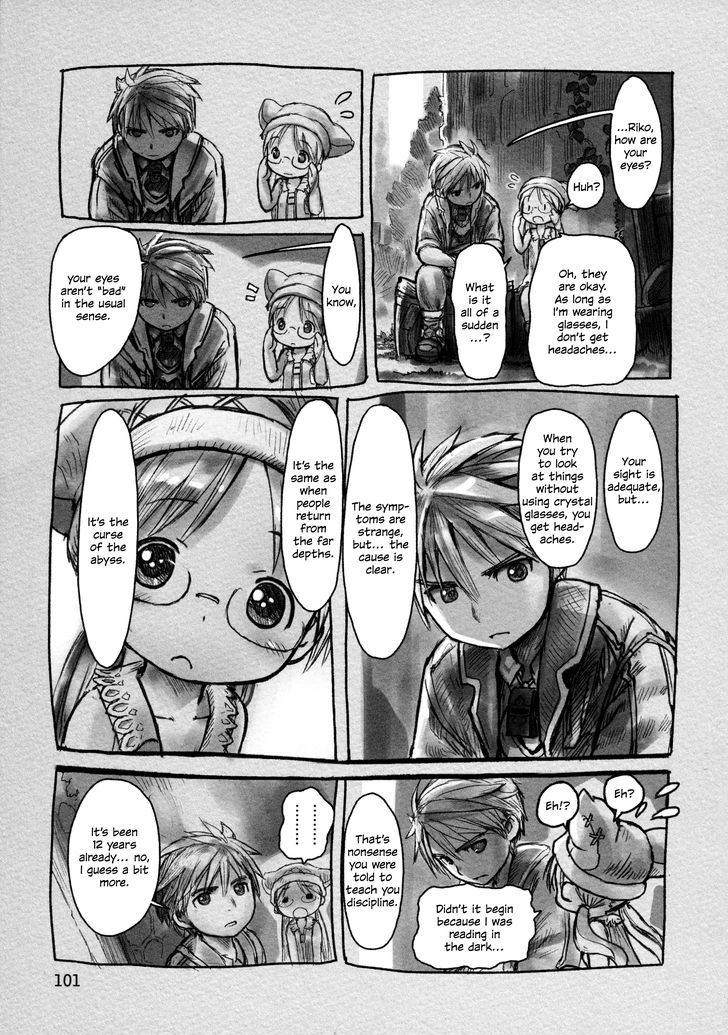 ...Riko,
how are
your
eyes?
Huh?
Oh, they
are okay.
As long as
I'm wearing
glasses, I
don't get
headaches...
What
is it
all of a
sudden
...?
You
know,
your eyes
aren't "bad"
in the usual
sense.
Your
sight is
adequate,
but...
When
you try
to look
at things
without
using crystal
glasses, you
get head-
aches.
The symp-
toms are
strange,
but... the
cause is
clear.
It's the
same as
when
people
return
from the far
depths.
It's the
curse
of the
abyss.
Eh?
Eh!?
Didn't it begin
because I was
reading in
the dark...
That's
nonsense
you were
told to
teach you
discipline.
......
It's been
12 years
already... no,
I guess a bit
more.
101